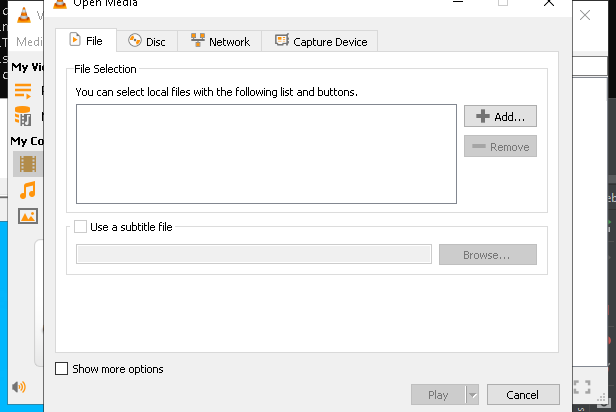 Open Media
V
Medi
File
Disc
Network
Capture Device
My Vi
My Co
File Selection
You can select local files with the following list and buttons.
Add...
Remove
Use a subtitle file
Browse...
Show more options
Play
Cancel